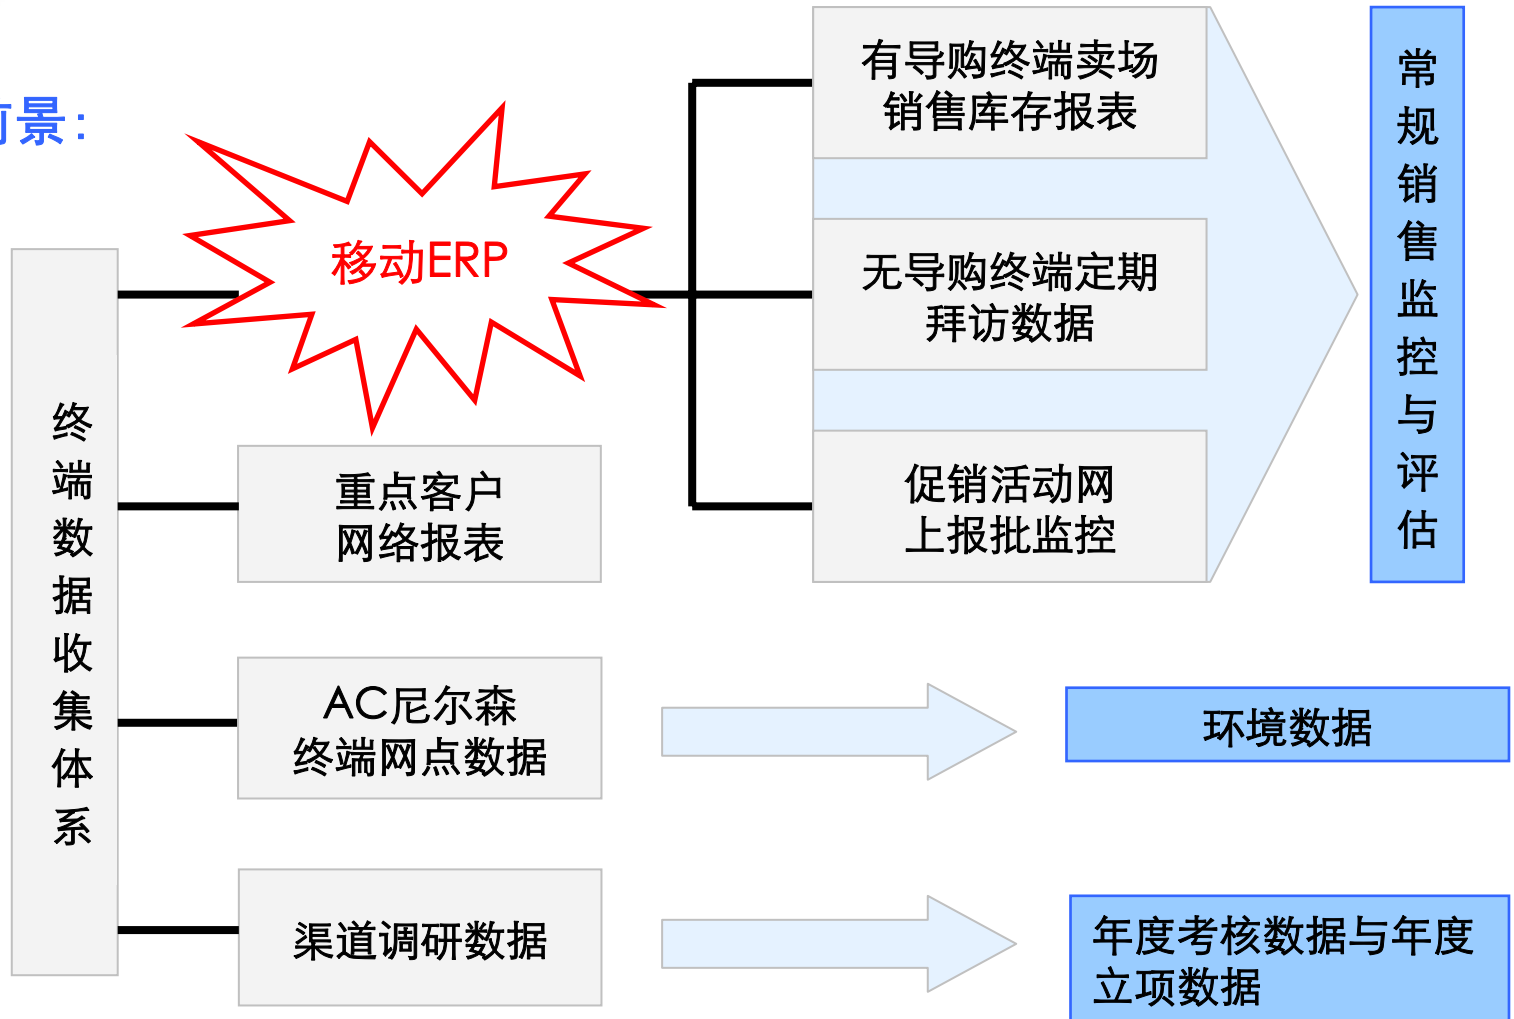 前景：
终端数据收集体系
移动ERP
重点客户
网络报表
AC尼尔森
终端网点数据
渠道调研数据
有导购终端卖场
销售库存报表
无导购终端定期
拜访数据
促销活动网
上报批监控
常规销售监控与评估
环境数据
年度考核数据与年度
立项数据